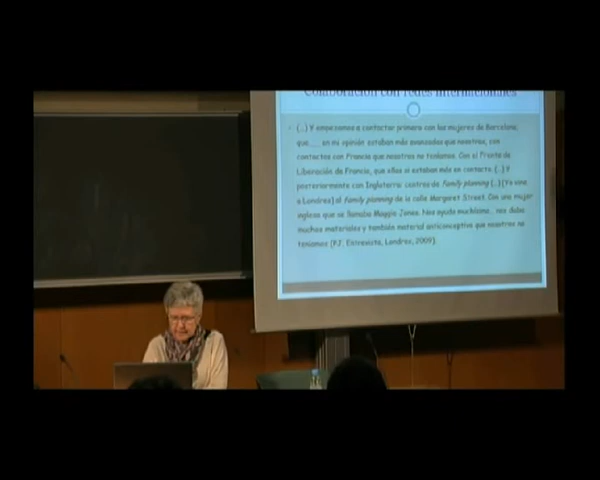 Colaboración con redes internacionales
(...) Y empezamos a contactar primero con las mujeres de Barcelona,
que ... en mi opinión estaban más avanzadas que nosotras, con
contactos con Francia que nosotras no teníamos. Con el Frente de
Liberación de Francia, que ellas sí estaban más en contacto. (...) Y
posteriormente con Inglaterra: centros de family planning (...) (Yo vine
a Londres) al family planning de la calle Margaret Street. Con una mujer
inglesa que se llamaba Maggie Jones. Nos ayudó muchísimo... nos daba
muchos materiales y también material anticonceptivo que nosotras no
teníamos (PJ, Entrevista, Londres, 2009).